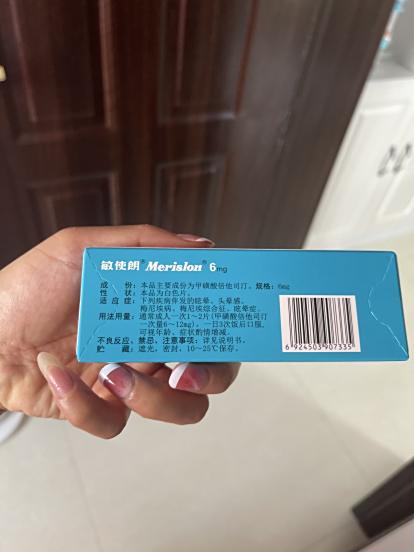 敏使朗® Merislon® 6mg
成　份：本品主要成份为甲磺酸倍他司汀。规格：6mg
性　状：本品为白色片。
适 应 症：下列疾病伴发的眩晕、头晕感。
梅尼埃病、梅尼埃综合征、眩晕症。
用法用量：通常成人一次1～2片(甲磺酸倍他司汀
一次量6～12mg)，一日3次饭后口服。
可视年龄、症状酌情增减。
不良反应、禁忌、注意事项：详见说明书。
贮　藏：遮光，密封，10～25℃保存。
6 924503 907335